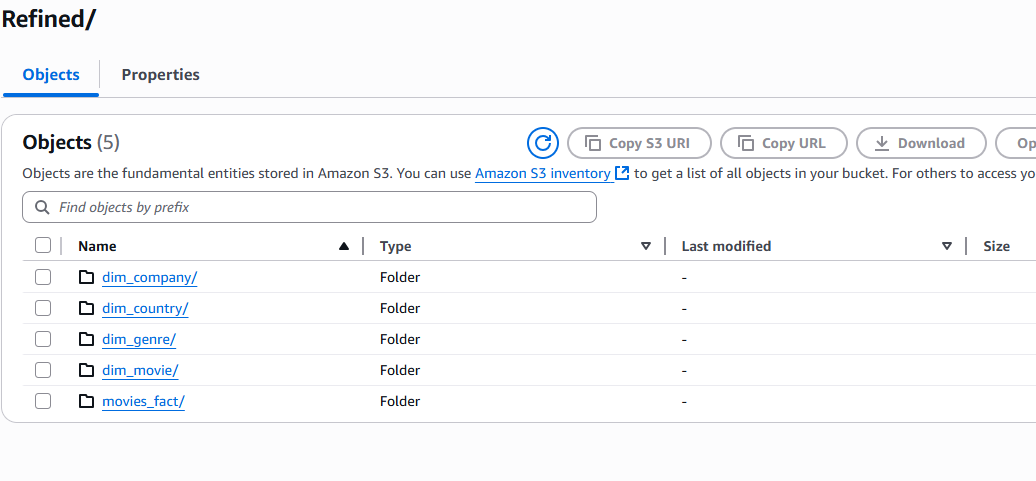 Refined/
Objects Properties
Objects (5) Copy S3 URI Copy URL Download Op
Objects are the fundamental entities stored in Amazon S3. You can use Amazon S3 inventory to get a list of all objects in your bucket. For others to access yo
Find objects by prefix
Name Type Last modified Size
dim_company/ Folder -
dim_country/ Folder -
dim_genre/ Folder -
dim_movie/ Folder -
movies_fact/ Folder -